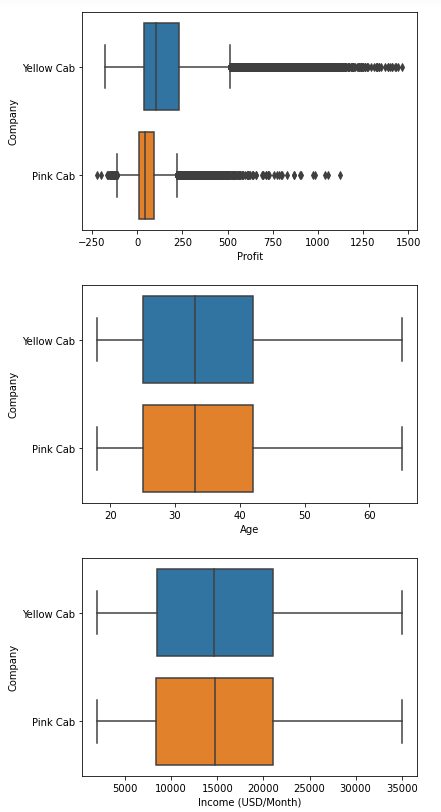 Yellow Cab
Company
Pink Cab
−250 0 250 500 750 1000 1250 1500
Profit
Yellow Cab
Company
Pink Cab
20 30 40 50 60
Age
Yellow Cab
Company
Pink Cab
5000 10000 15000 20000 25000 30000 35000
Income (USD/Month)